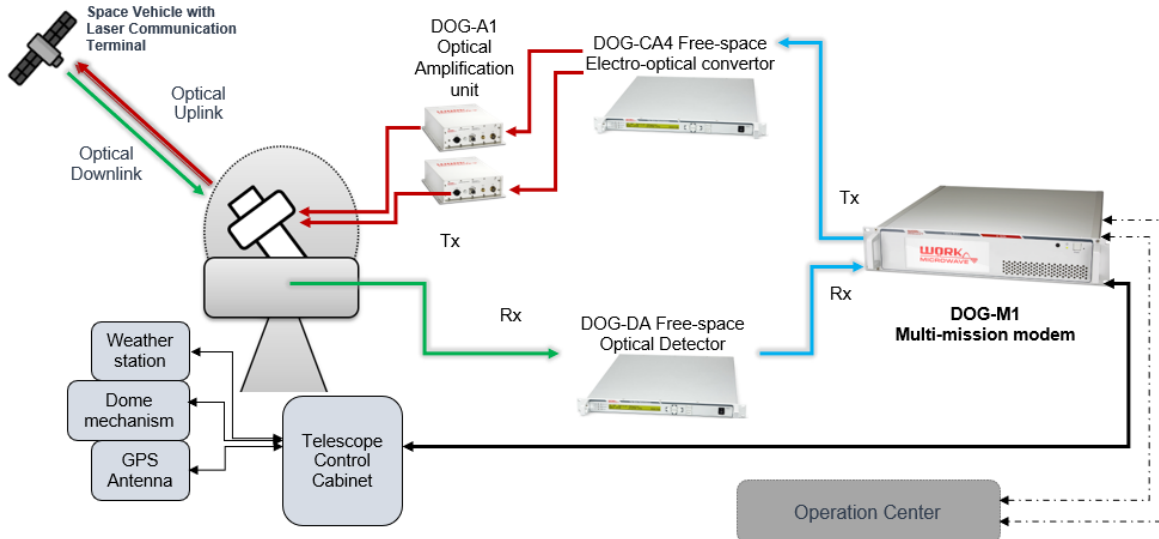 Space Vehicle with
Laser Communication
Terminal
DOG-A1
Optical
Amplification
unit
DOG-CA4 Free-space
Electro-optical convertor
Optical
Uplink
Optical
Downlink
WORK
WORK
Tx
Tx
WORK
MICROWAVE
Rx
Rx
DOG-DA Free-space
Optical Detector
DOG-M1
Multi-mission modem
Weather
station
Dome
mechanism
GPS
Antenna
Telescope
Control
Cabinet
Operation Center